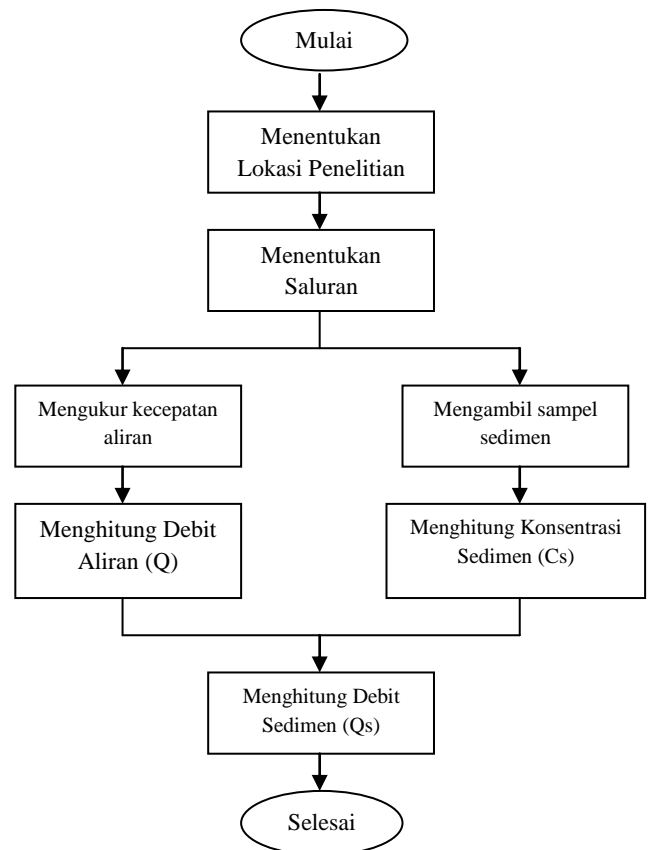 Mulai
Menentukan
Lokasi Penelitian
Menentukan
Saluran
Mengukur kecepatan
aliran
Mengambil sampel
sedimen
Menghitung Debit
Aliran (Q)
Menghitung Konsentrasi
Sedimen (Cs)
Menghitung Debit
Sedimen (Qs)
Selesai